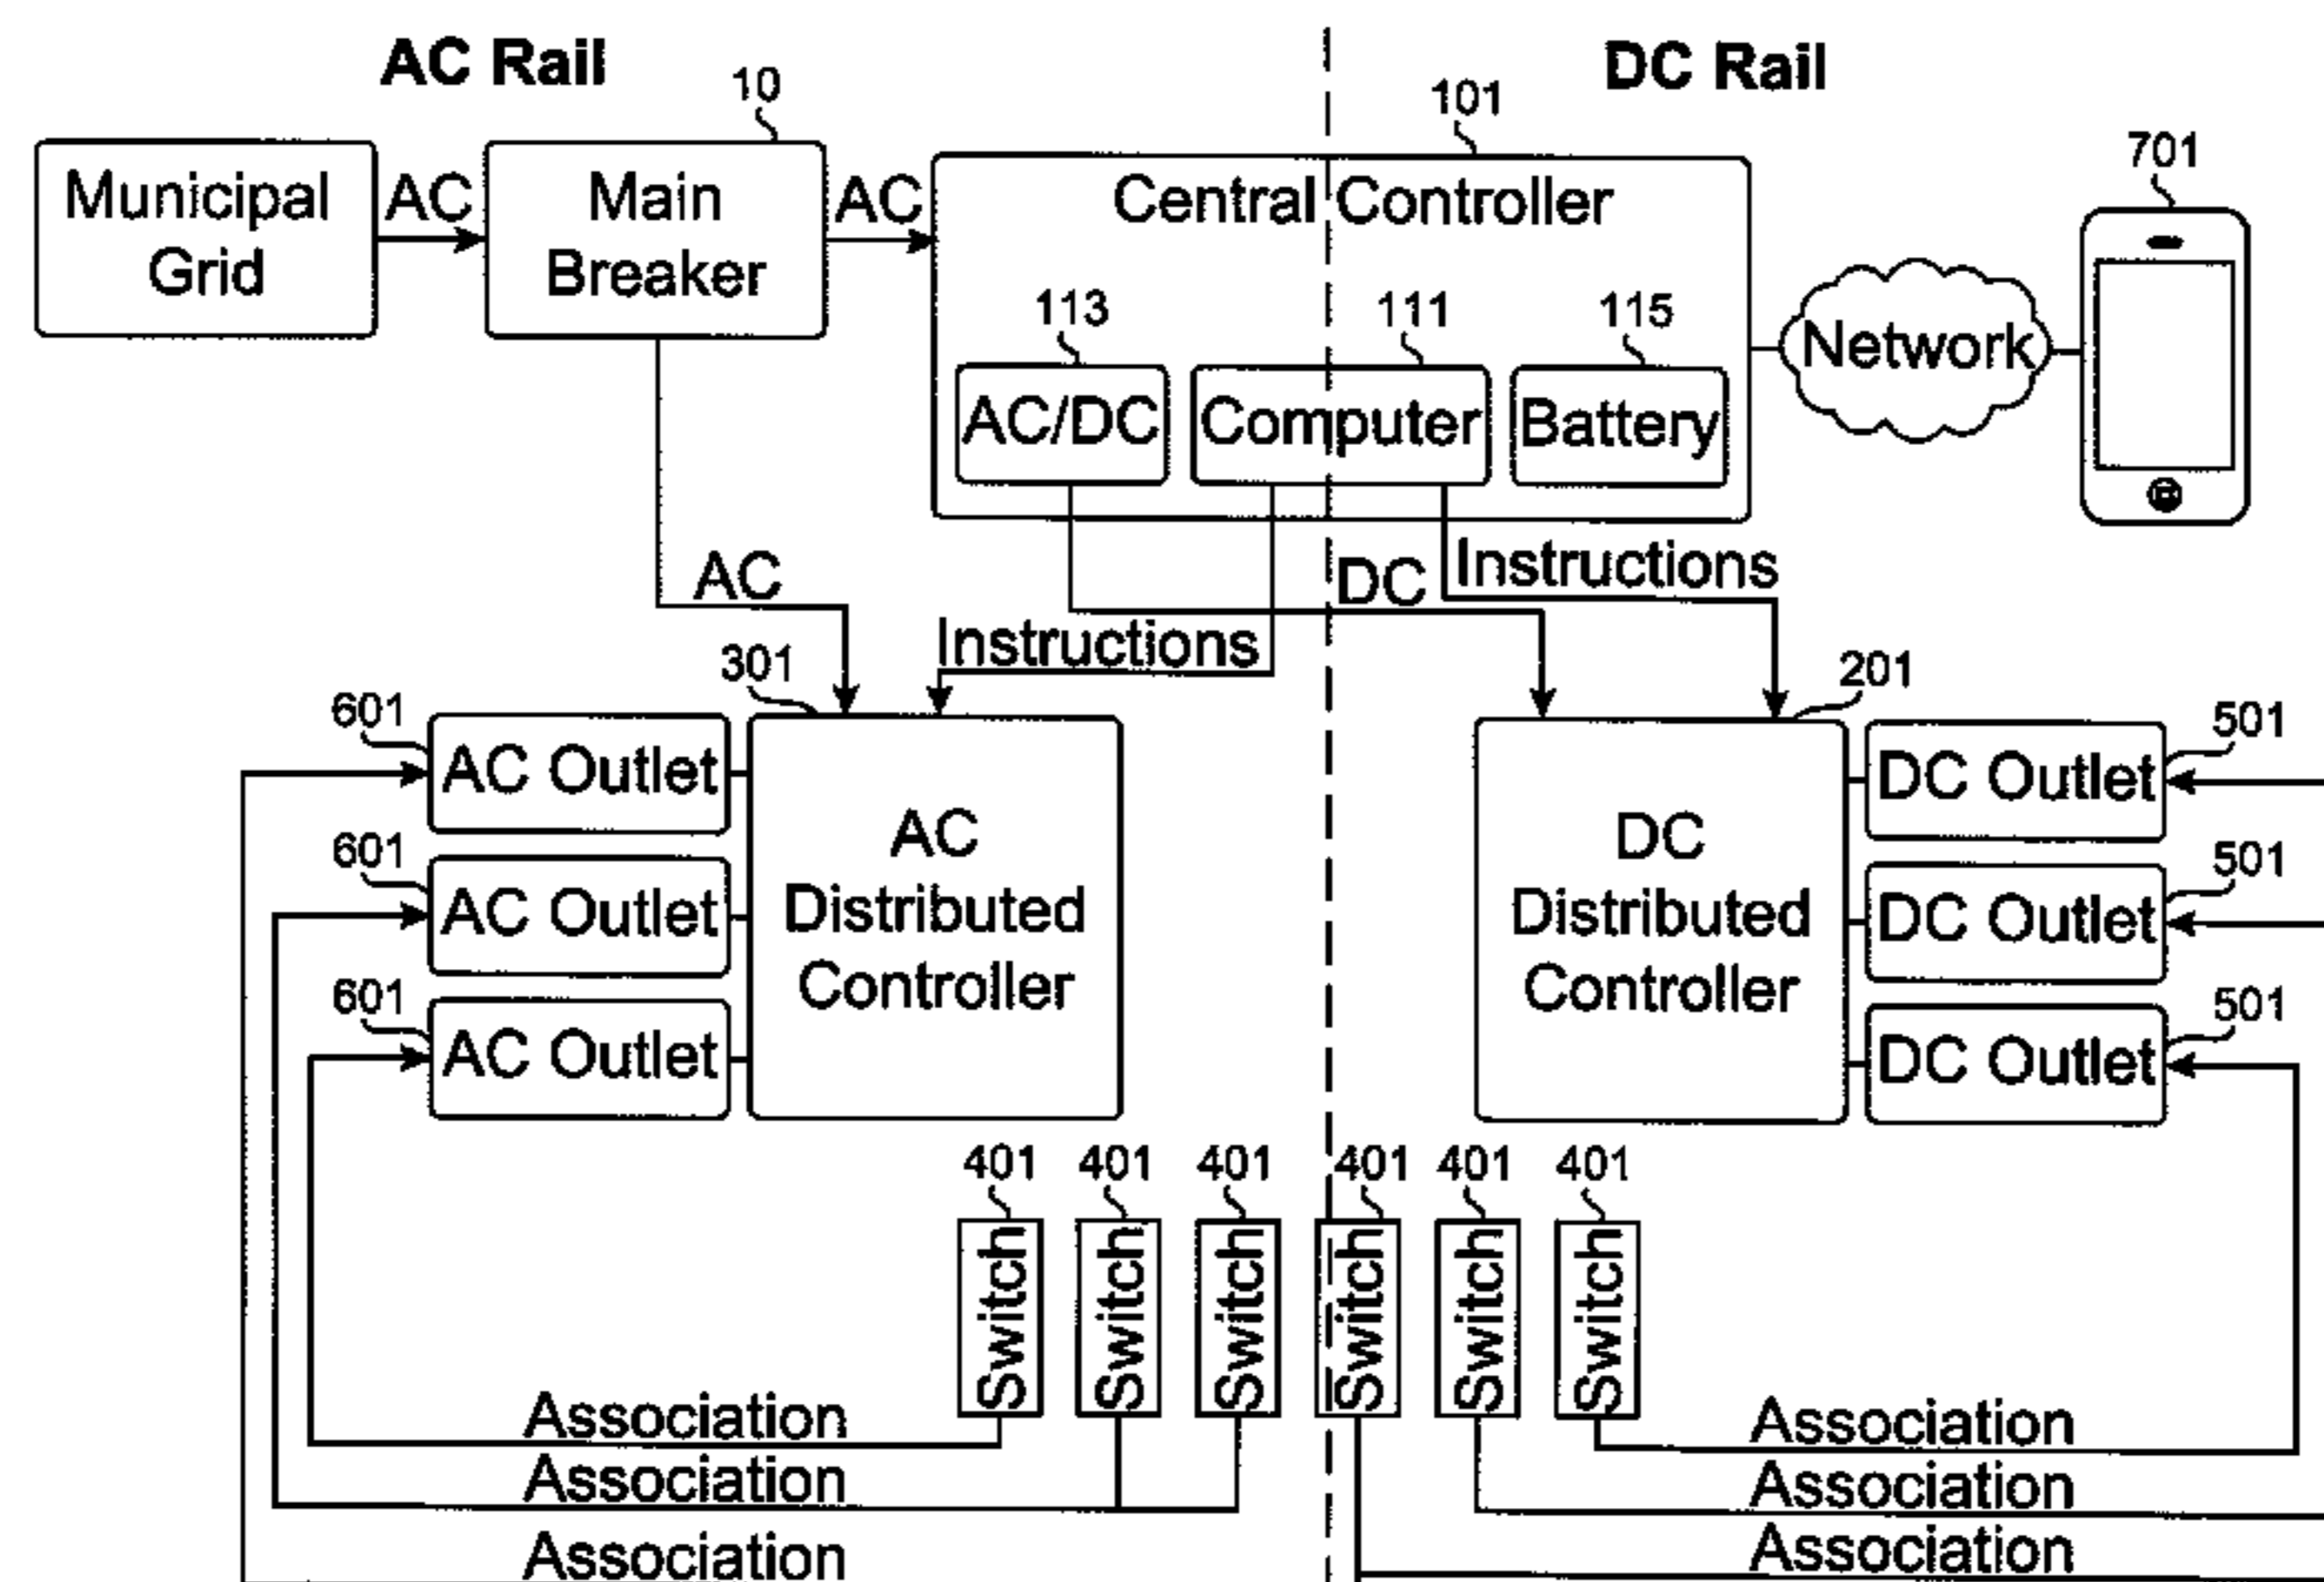 AC Rail
DC Rail
10
101
701
Municipal
Grid
AC
Main
Breaker
AC
Central Controller
113
111
115
AC/DC
Computer
Battery
Network
AC
DC
Instructions
Instructions
301
201
601
AC Outlet
601
AC Outlet
601
AC Outlet
AC
Distributed
Controller
DC
Distributed
Controller
501
DC Outlet
501
DC Outlet
501
DC Outlet
401
401
401
401
401
401
Switch
Switch
Switch
Switch
Switch
Switch
Association
Association
Association
Association
Association
Association